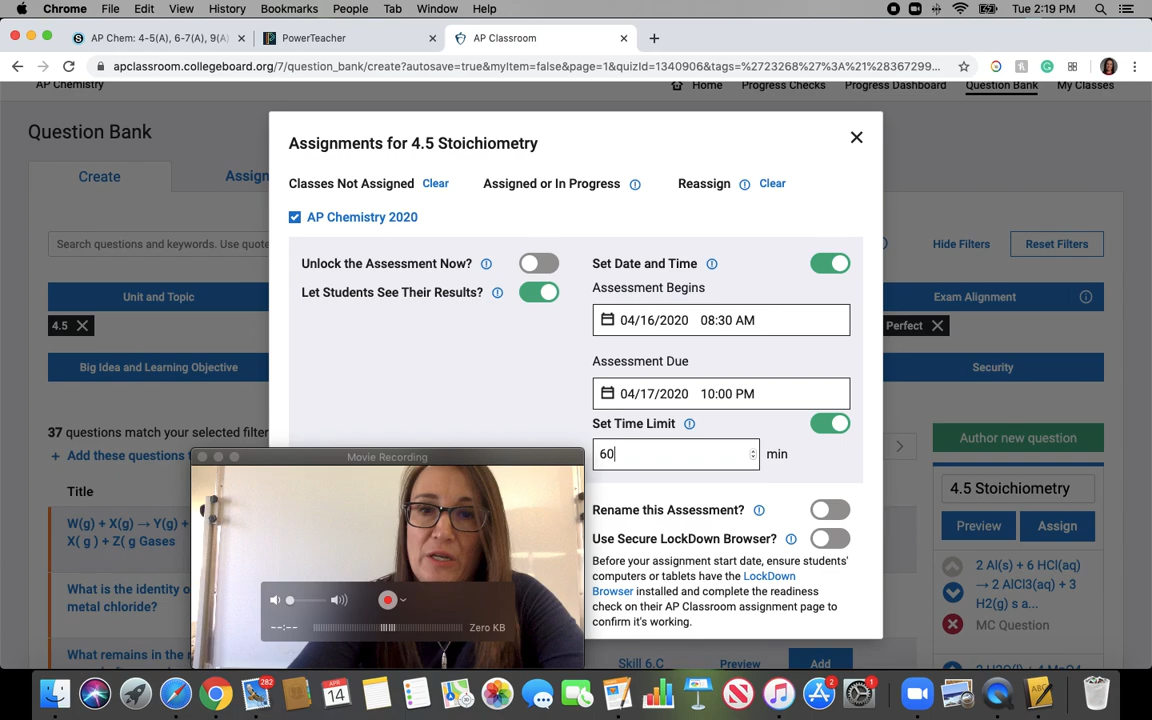 Chrome File Edit View History Bookmarks People Tab Window Help Tue 2:19 PM
AP Chem: 4-5(A), 6-7(A), 9(A) PowerTeacher AP Classroom
apclassroom.collegeboard.org/7/question_bank/create?autosave=true&myItem=false&page=1&quizId=1340906&tags=%2723268%27%3A%21%28367299...
AP Chemistry Home Progress Checks Progress Dashboard Question Bank My Classes
Question Bank
Create Assign
Search questions and keywords. Use quote
Hide Filters Reset Filters
Unit and Topic Exam Alignment
4.5 Perfect
Big Idea and Learning Objective Security
37 questions match your selected filter
+ Add these questions
Title
W(g) + X(g) → Y(g) +
X( g ) + Z( g Gases
What is the identity o
metal chloride?
What remains in the r
Assignments for 4.5 Stoichiometry
Classes Not Assigned Clear Assigned or In Progress Reassign Clear
AP Chemistry 2020
Unlock the Assessment Now?
Let Students See Their Results?
Set Date and Time
Assessment Begins
04/16/2020 08:30 AM
Assessment Due
04/17/2020 10:00 PM
Set Time Limit
60 min
Rename this Assessment?
Use Secure LockDown Browser?
Before your assignment start date, ensure students'
computers or tablets have the LockDown
Browser installed and complete the readiness
check on their AP Classroom assignment page to
confirm it's working.
Skill 6.C Preview Add
Author new question
4.5 Stoichiometry
Preview Assign
2 Al(s) + 6 HCl(aq)
→ 2 AlCl3(aq) + 3
H2(g) s a...
MC Question
Movie Recording
--:-- Zero KB
282
APR
14
2
1
ABC